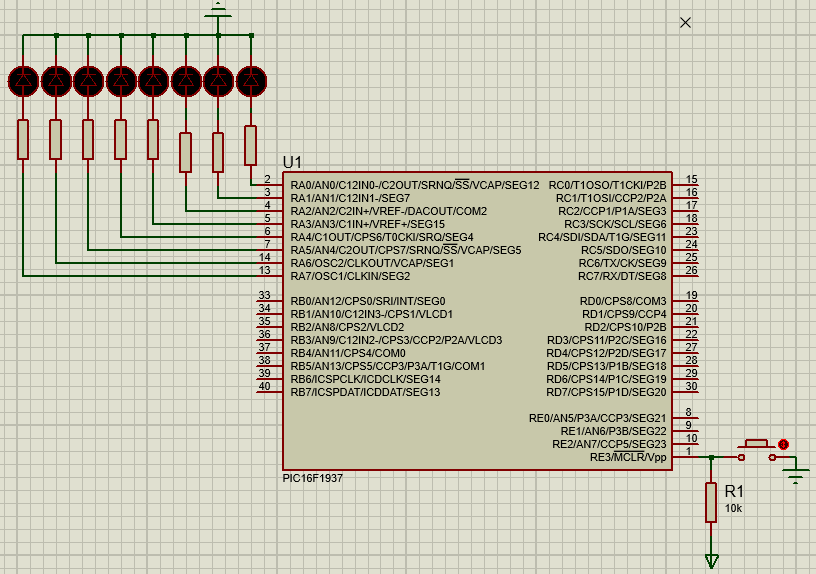 U1
2 RA0/AN0/C12IN0-/C2OUT/SRNQ/SS/VCAP/SEG12 RC0/T1OSO/T1CKI/P2B 15
3 RA1/AN1/C12IN1-/SEG7 RC1/T1OSI/CCP2/P2A 16
4 RA2/AN2/C2IN+/VREF-/DACOUT/COM2 RC2/CCP1/P1A/SEG3 17
5 RA3/AN3/C1IN+/VREF+/SEG15 RC3/SCK/SCL/SEG6 18
6 RA4/C1OUT/CPS6/T0CKI/SRQ/SEG4 RC4/SDI/SDA/T1G/SEG11 23
7 RA5/AN4/C2OUT/CPS7/SRNQ/SS/VCAP/SEG5 RC5/SDO/SEG10 24
14 RA6/OSC2/CLKOUT/VCAP/SEG1 RC6/TX/CK/SEG9 25
13 RA7/OSC1/CLKIN/SEG2 RC7/RX/DT/SEG8 26
33 RB0/AN12/CPS0/SRI/INT/SEG0 RD0/CPS8/COM3 19
34 RB1/AN10/C12IN3-/CPS1/VLCD1 RD1/CPS9/CCP4 20
35 RB2/AN8/CPS2/VLCD2 RD2/CPS10/P2B 21
36 RB3/AN9/C12IN2-/CPS3/CCP2/P2A/VLCD3 RD3/CPS11/P2C/SEG16 22
37 RB4/AN11/CPS4/COM0 RD4/CPS12/P2D/SEG17 27
38 RB5/AN13/CPS5/CCP3/P3A/T1G/COM1 RD5/CPS13/P1B/SEG18 28
39 RB6/ICSPCLK/ICDCLK/SEG14 RD6/CPS14/P1C/SEG19 29
40 RB7/ICSPDAT/ICDDAT/SEG13 RD7/CPS15/P1D/SEG20 30
RE0/AN5/P3A/CCP3/SEG21 8
RE1/AN6/P3B/SEG22 9
RE2/AN7/CCP5/SEG23 10
RE3/MCLR/Vpp 1
PIC16F1937
R1
10k